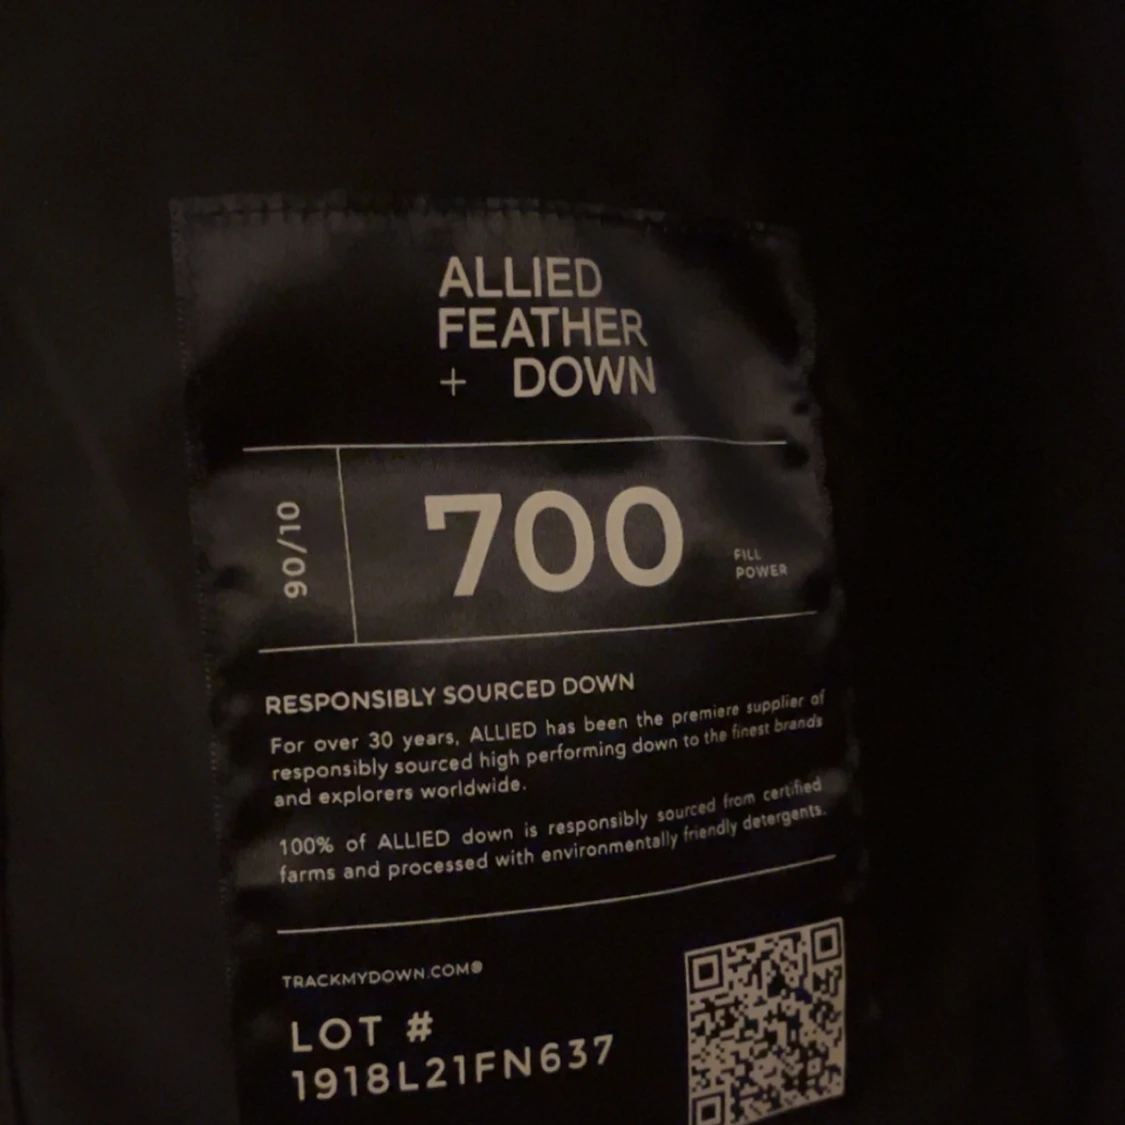 ALLIED
FEATHER
+ DOWN
90/10
700
FILL
POWER
RESPONSIBLY SOURCED DOWN
For over 30 years, ALLIED has been the premiere supplier of
responsibly sourced high performing down to the finest brands
and explorers worldwide.
100% of ALLIED down is responsibly sourced from certified
farms and processed with environmentally friendly detergents.
TRACKMYDOWN.COM®
LOT #
1918L21FN637